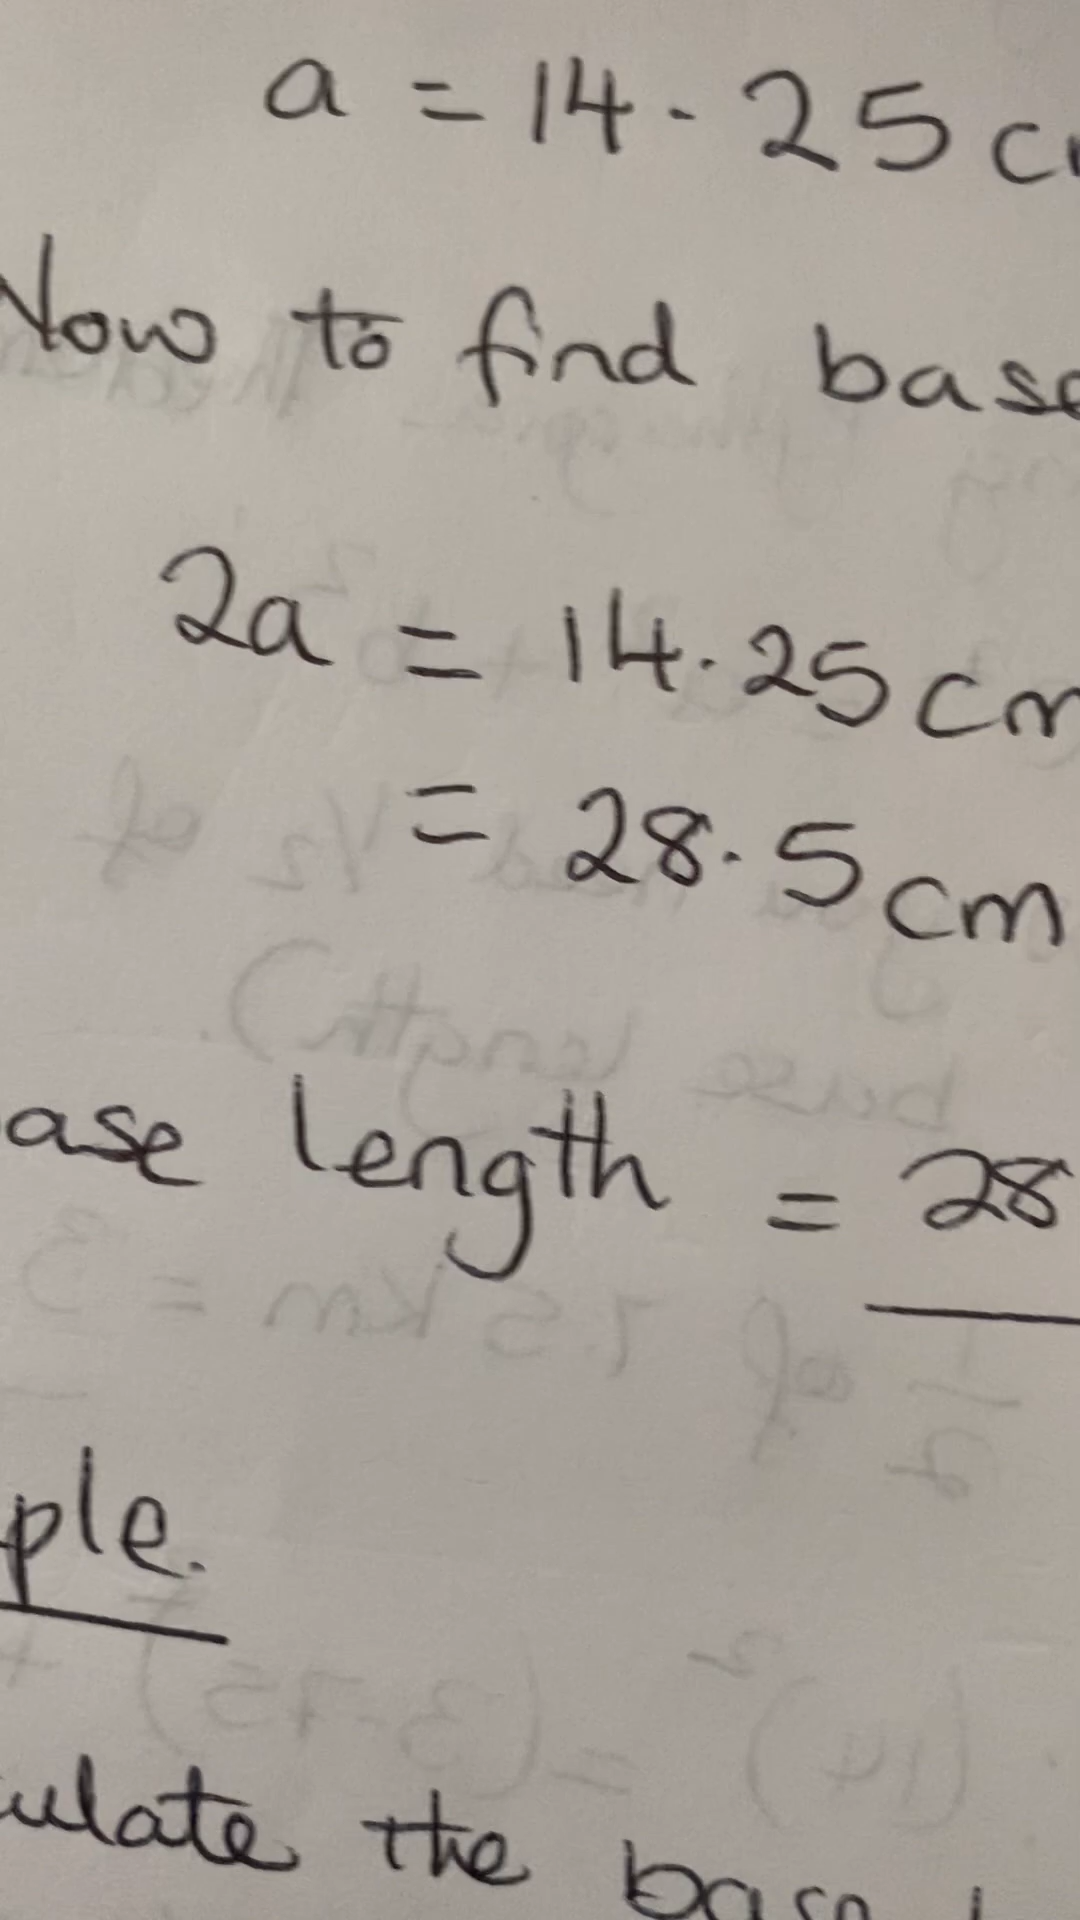 a = 14.25 c
Now to find base
2a = 14.25 cm
= 28.5 cm
ase length = 28
ple.
ulate the base